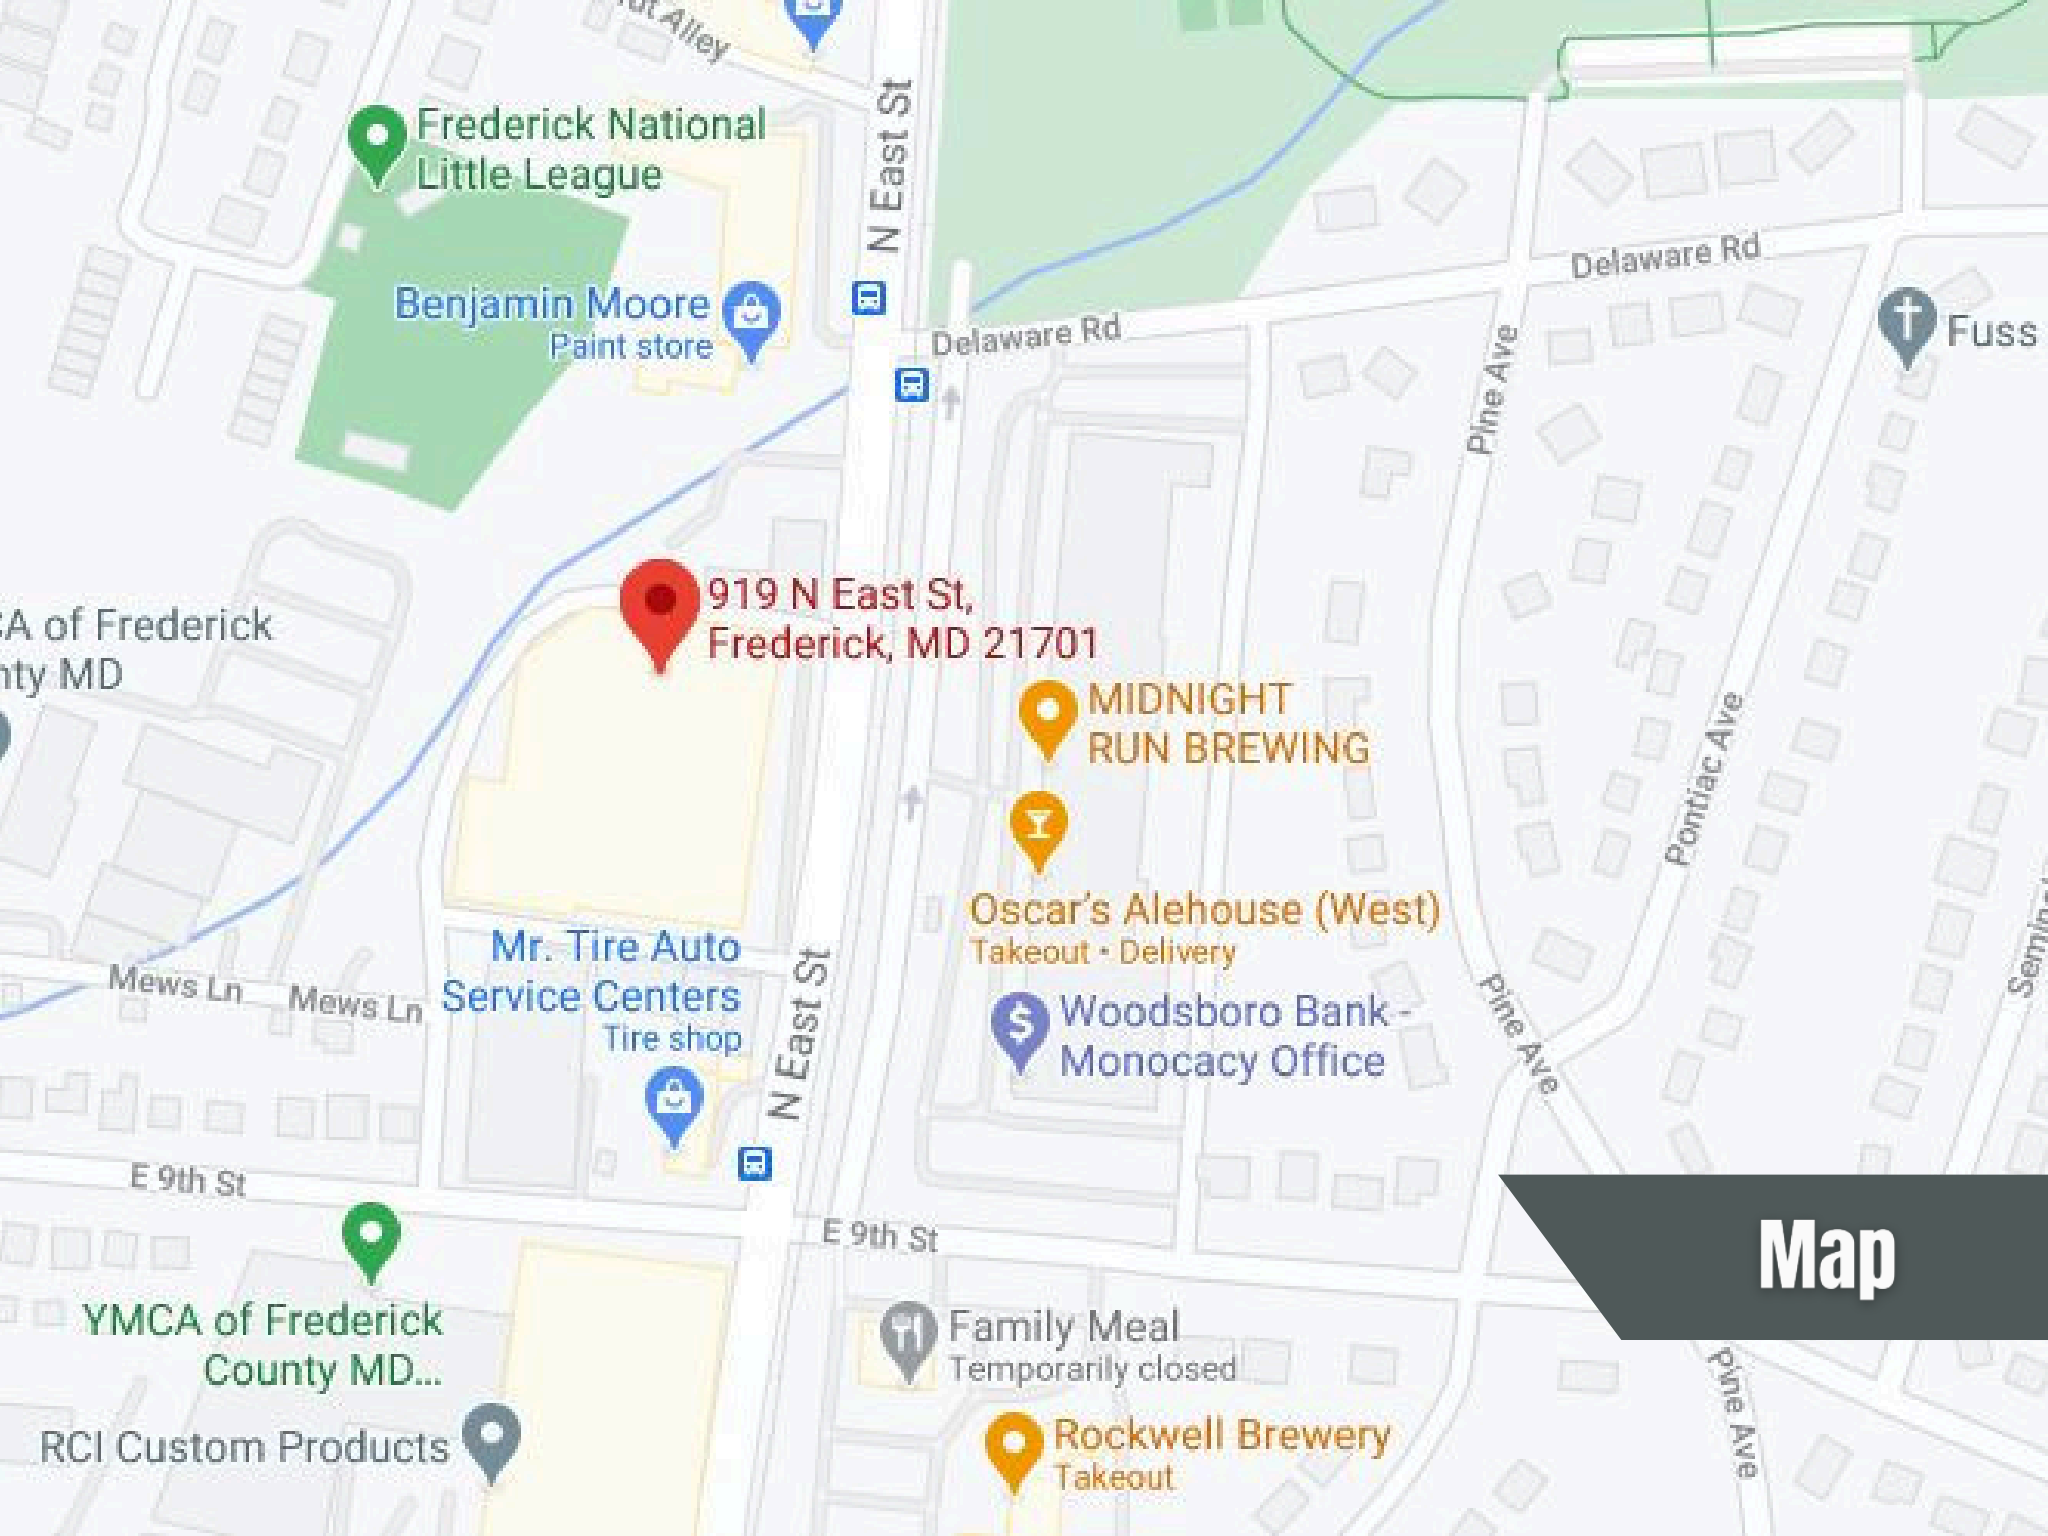 Alley
N East St
Frederick National
Little League
Delaware Rd
Benjamin Moore
Paint store
Delaware Rd
Fuss
Pine Ave
919 N East St,
Frederick, MD 21701
of Frederick
MD
MIDNIGHT
RUN BREWING
Pontiac Ave
Oscar's Alehouse (West)
Takeout • Delivery
Mr. Tire Auto
Service Centers
Tire shop
N East St
Mews Ln
Mews Ln
Woodsboro Bank -
Monocacy Office
Pine Ave
E 9th St
E 9th St
Map
YMCA of Frederick
County MD...
Family Meal
Temporarily closed
Pine Ave
RCI Custom Products
Rockwell Brewery
Takeout